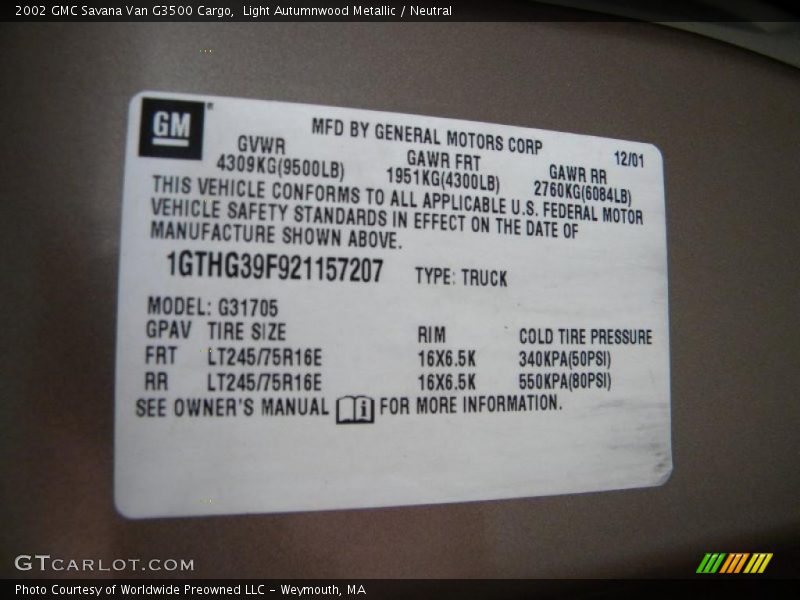 2002 GMC Savana Van G3500 Cargo, Light Autumnwood Metallic / Neutral
GM®
MFD BY GENERAL MOTORS CORP
12/01
GVWR GAWR FRT GAWR RR
4309KG(9500LB) 1951KG(4300LB) 2760KG(6084LB)
THIS VEHICLE CONFORMS TO ALL APPLICABLE U.S. FEDERAL MOTOR
VEHICLE SAFETY STANDARDS IN EFFECT ON THE DATE OF
MANUFACTURE SHOWN ABOVE.
1GTHG39F921157207 TYPE: TRUCK
MODEL: G31705
GPAV TIRE SIZE RIM COLD TIRE PRESSURE
FRT LT245/75R16E 16X6.5K 340KPA(50PSI)
RR LT245/75R16E 16X6.5K 550KPA(80PSI)
SEE OWNER'S MANUAL i FOR MORE INFORMATION.
GTCARLOT.COM
Photo Courtesy of Worldwide Preowned LLC - Weymouth, MA